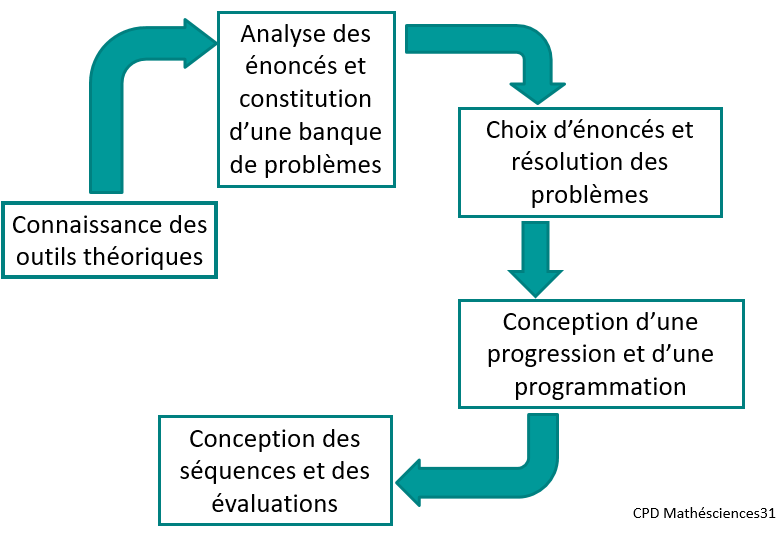 Connaissance des
outils théoriques
Analyse des
énoncés et
constitution
d'une banque
de problèmes
Choix d'énoncés et
résolution des
problèmes
Conception d'une
progression et d'une
programmation
Conception des
séquences et des
évaluations
CPD Mathésciences31